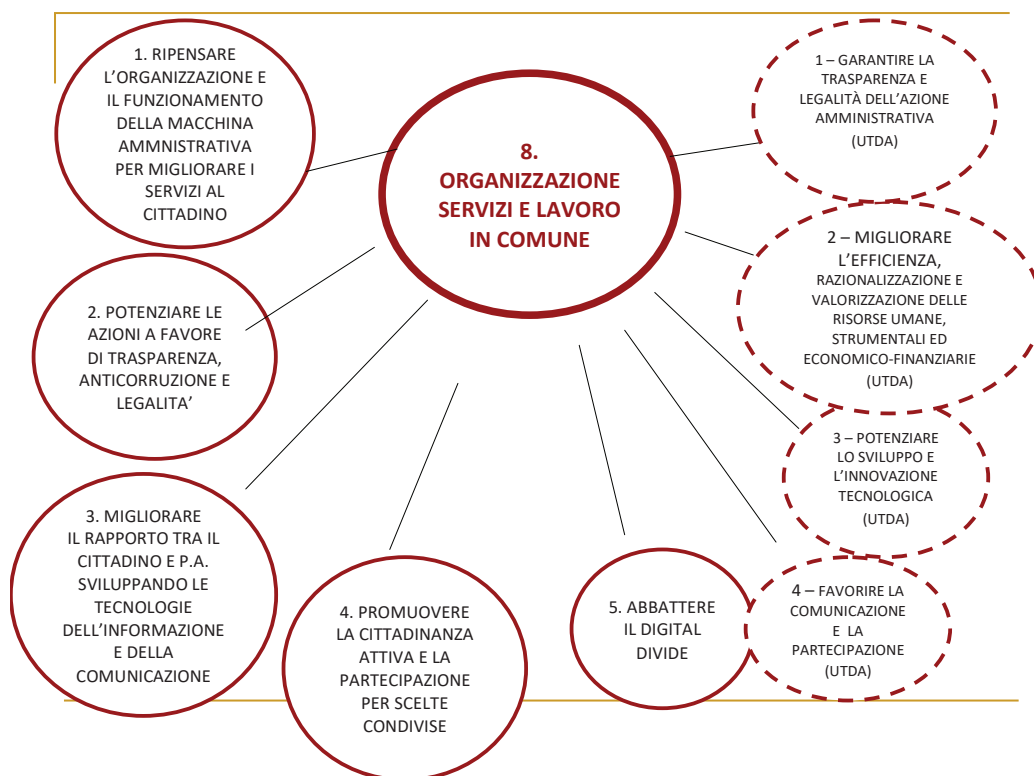 1. RIPENSARE
L’ORGANIZZAZIONE E
IL FUNZIONAMENTO
DELLA MACCHINA
AMMNISTRATIVA
PER MIGLIORARE I
SERVIZI AL
CITTADINO
8.
ORGANIZZAZIONE
SERVIZI E LAVORO
IN COMUNE
1 – GARANTIRE LA
TRASPARENZA E
LEGALITÀ DELL’AZIONE
AMMINISTRATIVA
(UTDA)
2 – MIGLIORARE
L’EFFICIENZA,
RAZIONALIZZAZIONE E
VALORIZZAZIONE DELLE
RISORSE UMANE,
STRUMENTALI ED
ECONOMICO-FINANZIARIE
(UTDA)
2. POTENZIARE LE
AZIONI A FAVORE
DI TRASPARENZA,
ANTICORRUZIONE E
LEGALITA’
3 – POTENZIARE
LO SVILUPPO E
L’INNOVAZIONE
TECNOLOGICA
(UTDA)
3. MIGLIORARE
IL RAPPORTO TRA IL
CITTADINO E P.A.
SVILUPPANDO LE
TECNOLOGIE
DELL’INFORMAZIONE
E DELLA
COMUNICAZIONE
4. PROMUOVERE
LA CITTADINANZA
ATTIVA E LA
PARTECIPAZIONE
PER SCELTE
CONDIVISE
5. ABBATTERE
IL DIGITAL
DIVIDE
4 – FAVORIRE LA
COMUNICAZIONE
E LA
PARTECIPAZIONE
(UTDA)